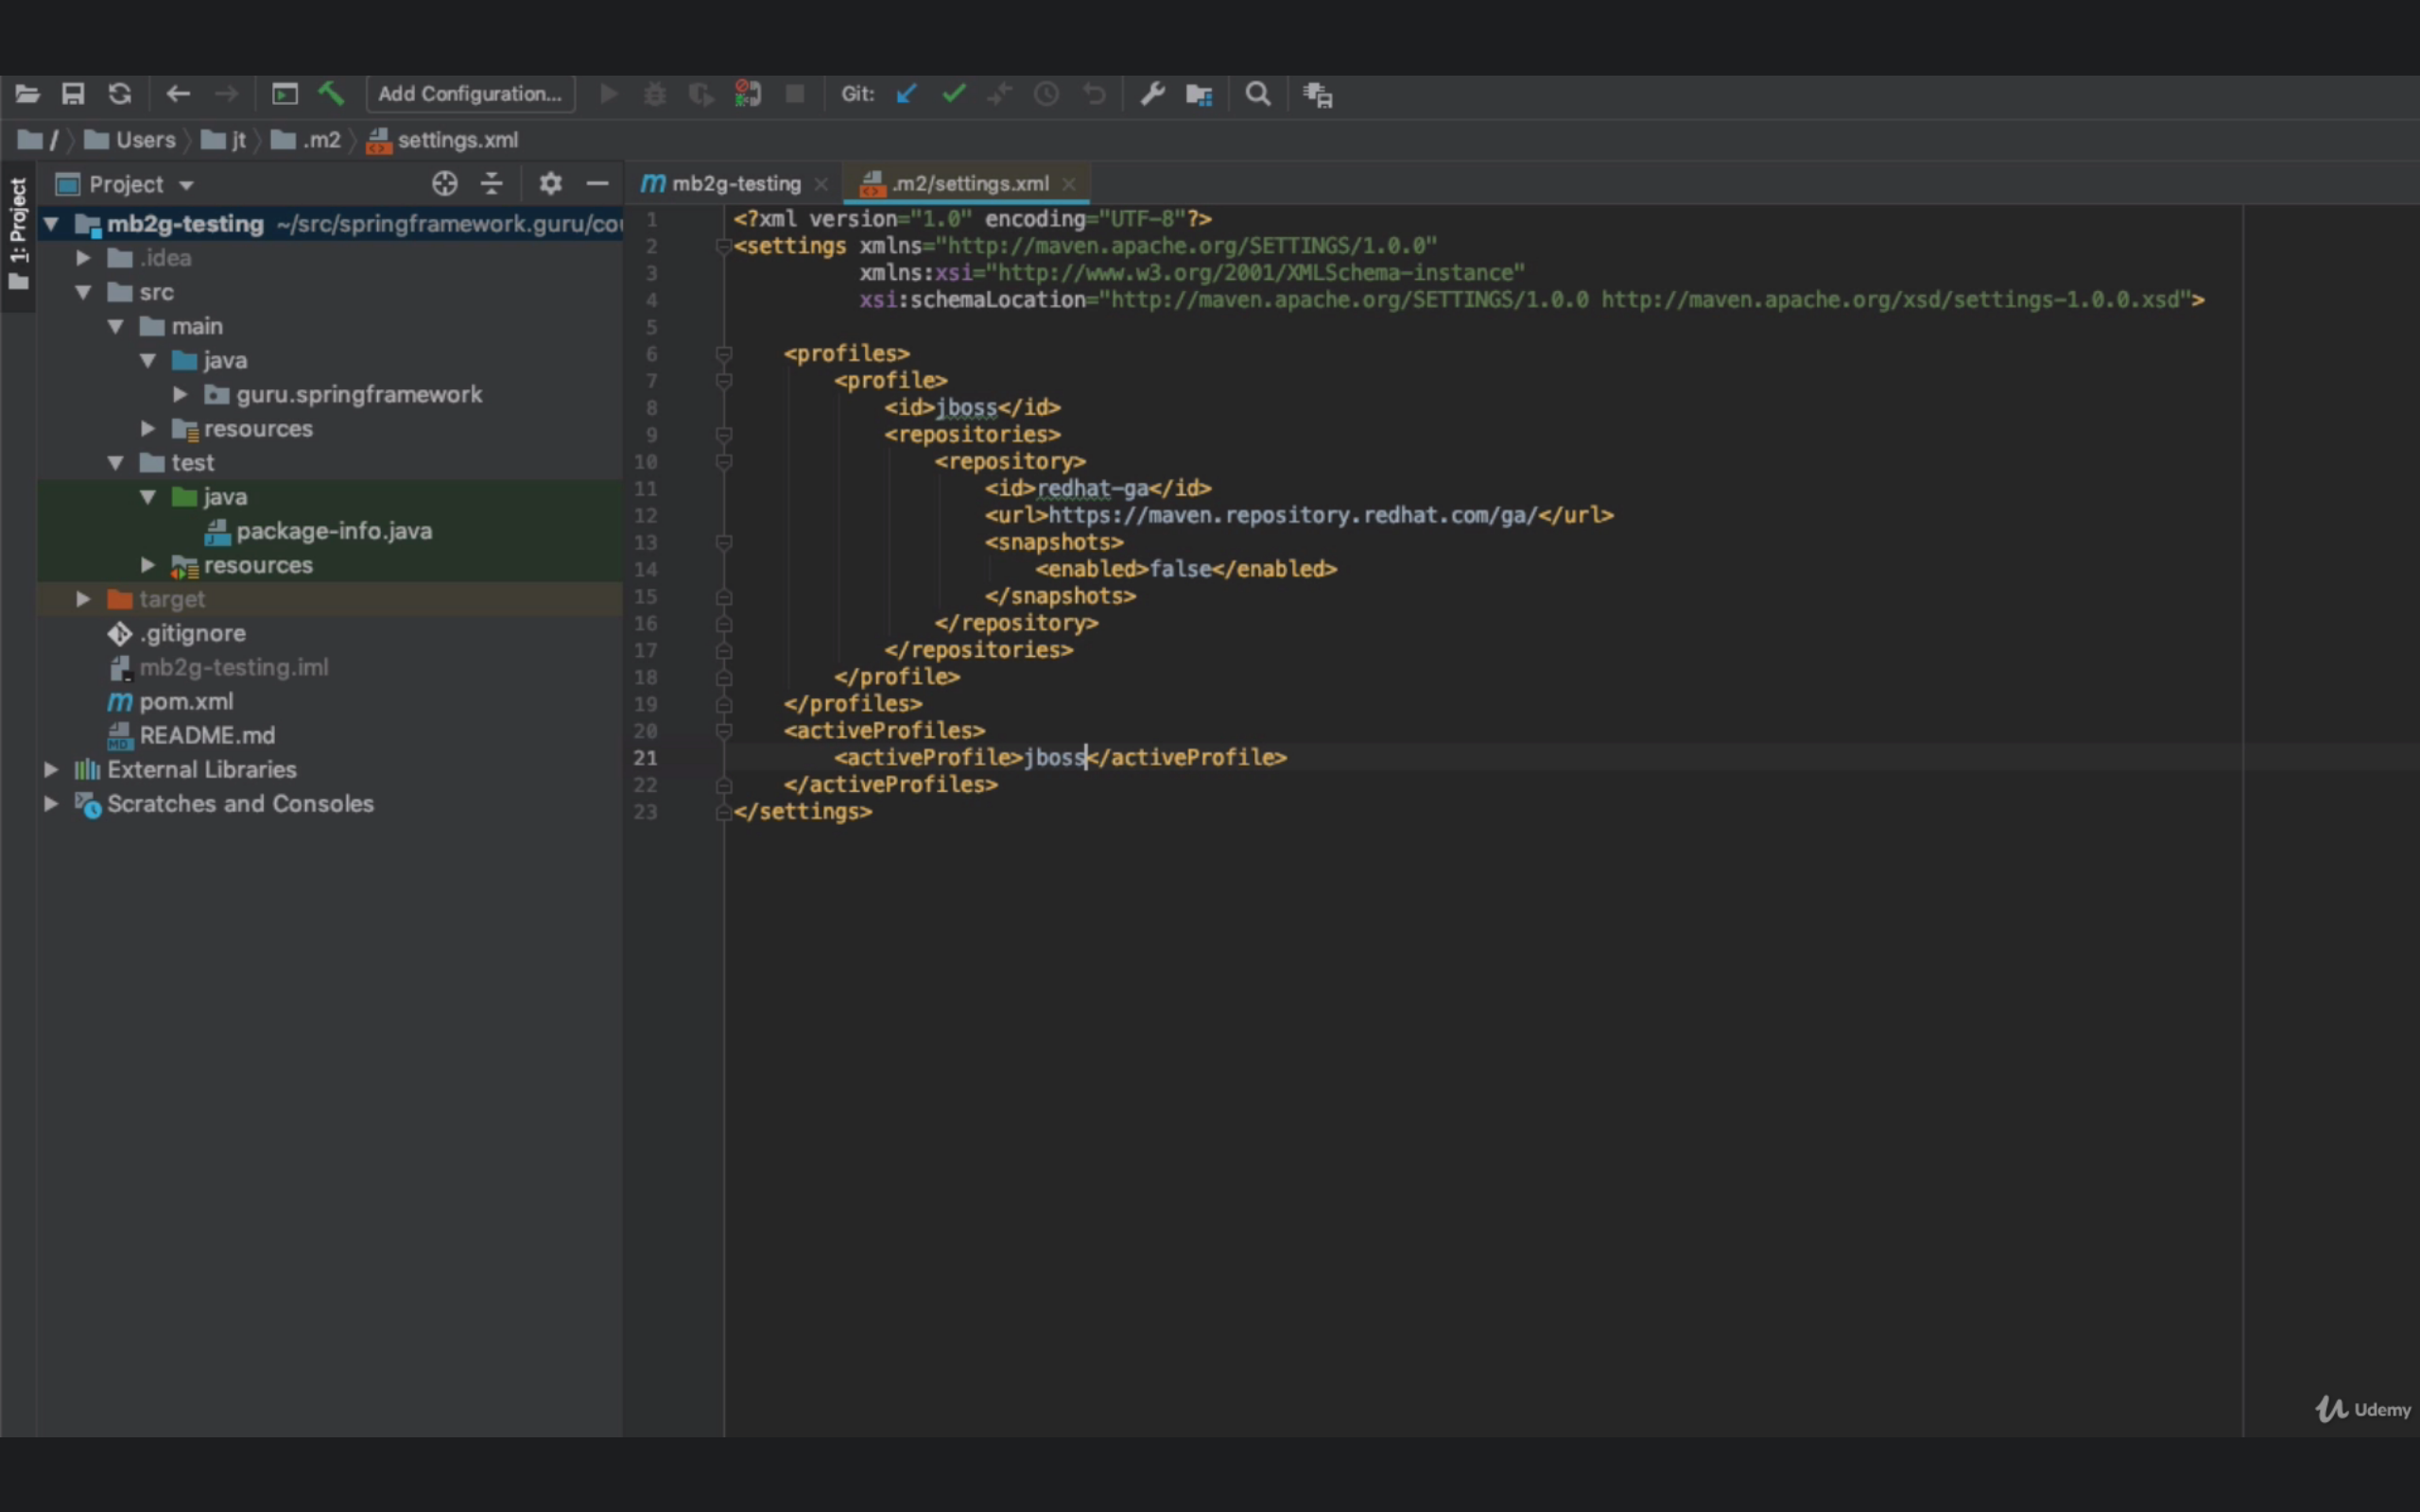 Add Configuration...
Git:
/ Users jt .m2 settings.xml
1: Project
Project
mb2g-testing
.m2/settings.xml
mb2g-testing ~/src/springframework.guru/cou
.idea
src
main
java
guru.springframework
resources
test
java
package-info.java
resources
target
.gitignore
mb2g-testing.iml
pom.xml
README.md
External Libraries
Scratches and Consoles
1 <?xml version="1.0" encoding="UTF-8"?>
2 <settings xmlns="http://maven.apache.org/SETTINGS/1.0.0"
3 xmlns:xsi="http://www.w3.org/2001/XMLSchema-instance"
4 xsi:schemaLocation="http://maven.apache.org/SETTINGS/1.0.0 http://maven.apache.org/xsd/settings-1.0.0.xsd">
5
6 <profiles>
7 <profile>
8 <id>jboss</id>
9 <repositories>
10 <repository>
11 <id>redhat-ga</id>
12 <url>https://maven.repository.redhat.com/ga/</url>
13 <snapshots>
14 <enabled>false</enabled>
15 </snapshots>
16 </repository>
17 </repositories>
18 </profile>
19 </profiles>
20 <activeProfiles>
21 <activeProfile>jboss</activeProfile>
22 </activeProfiles>
23 </settings>
Udemy